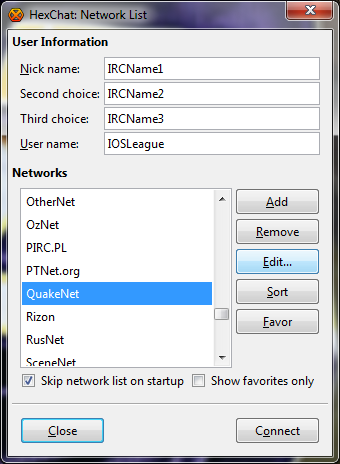 HexChat: Network List
User Information
Nick name: IRCName1
Second choice: IRCName2
Third choice: IRCName3
User name: IOSLeague
Networks
OtherNet
OzNet
PIRC.PL
PTNet.org
QuakeNet
Rizon
RusNet
SceneNet
Add
Remove
Edit...
Sort
Favor
Skip network list on startup
Show favorites only
Close
Connect